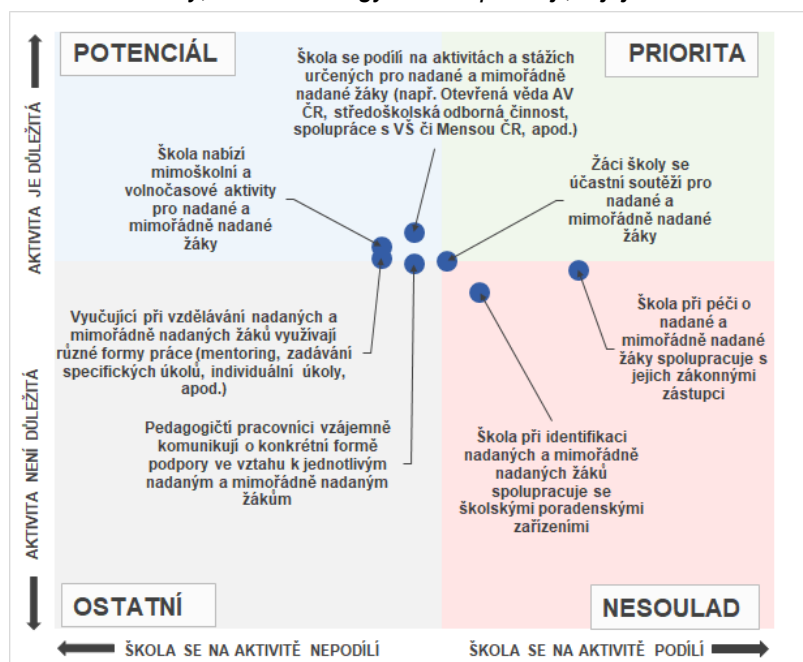 POTENCIÁL
Škola se podílí na aktivitách a stážích
určených pro nadané a mimořádně
nadané žáky (např. Otevřená věda AV
ČR, středoškolská odborná činnost,
spolupráce s VŠ či Mensou ČR, apod.)
PRIORITA
Škola nabízí
mimoškolní a
volnočasové aktivity
pro nadané a
mimořádně nadané
žáky
Žáci školy se
účastní soutěží pro
nadané a
mimořádně nadané
žáky
AKTIVITA JE DŮLEŽITÁ
Vyučující při vzdělávání nadaných a
mimořádně nadaných žáků využívají
různé formy práce (mentoring, zadávání
specifických úkolů, individuální úkoly,
apod.)
Škola při péči o
nadané a
mimořádně nadané
žáky spolupracuje s
jejich zákonnými
zástupci
Pedagogičtí pracovníci vzájemně
komunikují o konkrétní formě
podpory ve vztahu k jednotlivým
nadaným a mimořádně nadaným
žákům
Škola při identifikaci
nadaných a mimořádně
nadaných žáků
spolupracuje se
školskými poradenskými
zařízeními
AKTIVITA NENÍ DŮLEŽITÁ
OSTATNÍ
NESOULAD
ŠKOLA SE NA AKTIVITĚ NEPODÍLÍ
ŠKOLA SE NA AKTIVITĚ PODÍLÍ